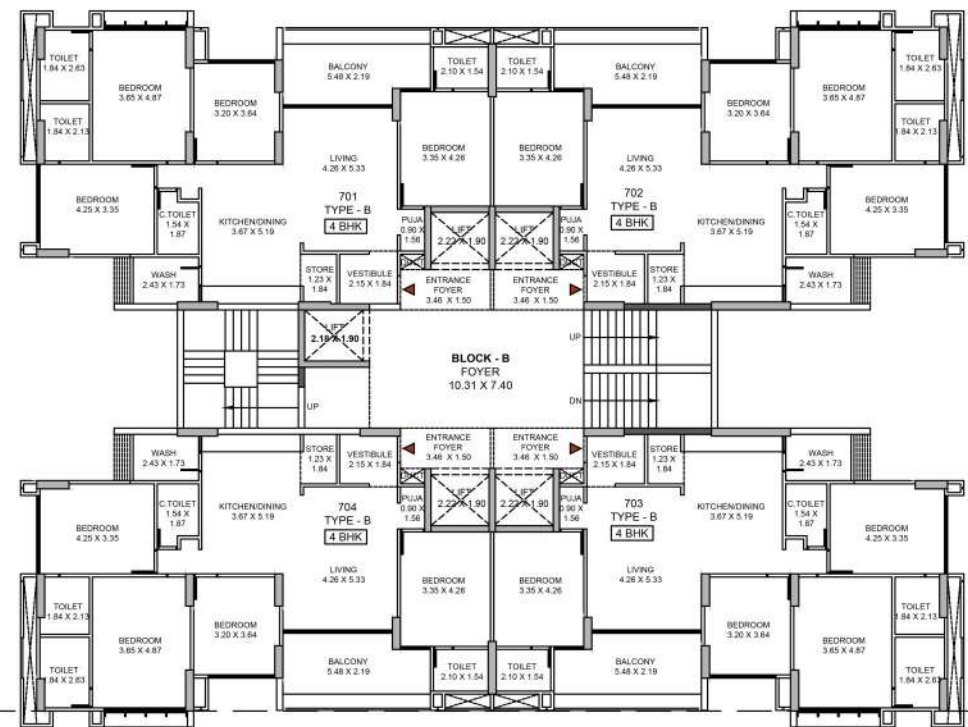 TOILET
1.84 X 2.63
BEDROOM
3.65 X 4.87
TOILET
1.84 X 2.13
BEDROOM
3.20 X 3.64
BALCONY
5.48 X 2.19
TOILET
2.10 X 1.54
TOILET
2.10 X 1.54
BALCONY
5.48 X 2.19
BEDROOM
3.20 X 3.64
BEDROOM
3.65 X 4.87
TOILET
1.84 X 2.63
TOILET
1.84 X 2.13
BEDROOM
4.25 X 3.35
C.TOILET
1.54 X
1.87
KITCHEN/DINING
3.67 X 5.19
LIVING
4.26 X 5.33
701
TYPE - B
4 BHK
BEDROOM
3.35 X 4.26
BEDROOM
3.35 X 4.26
LIVING
4.26 X 5.33
702
TYPE - B
4 BHK
KITCHEN/DINING
3.67 X 5.19
C.TOILET
1.54 X
1.87
BEDROOM
4.25 X 3.35
PUJA
0.90 X
1.56
LIFT
2.22 X 1.90
LIFT
2.22 X 1.90
PUJA
0.90 X
1.56
WASH
2.43 X 1.73
STORE
1.23 X
1.84
VESTIBULE
2.15 X 1.84
ENTRANCE
FOYER
3.46 X 1.50
ENTRANCE
FOYER
3.46 X 1.50
VESTIBULE
2.15 X 1.84
STORE
1.23 X
1.84
WASH
2.43 X 1.73
LIFT
2.15 X 1.90
UP
BLOCK - B
FOYER
10.31 X 7.40
UP
DN
WASH
2.43 X 1.73
STORE
1.23 X
1.84
VESTIBULE
2.15 X 1.84
ENTRANCE
FOYER
3.46 X 1.50
ENTRANCE
FOYER
3.46 X 1.50
VESTIBULE
2.15 X 1.84
STORE
1.23 X
1.84
WASH
2.43 X 1.73
BEDROOM
4.25 X 3.35
C.TOILET
1.54 X
1.87
KITCHEN/DINING
3.67 X 5.19
704
TYPE - B
4 BHK
PUJA
0.90 X
1.56
LIFT
2.22 X 1.90
LIFT
2.22 X 1.90
PUJA
0.90 X
1.56
703
TYPE - B
4 BHK
KITCHEN/DINING
3.67 X 5.19
C.TOILET
1.54 X
1.87
BEDROOM
4.25 X 3.35
LIVING
4.26 X 5.33
BEDROOM
3.35 X 4.26
BEDROOM
3.35 X 4.26
LIVING
4.26 X 5.33
TOILET
1.84 X 2.13
BEDROOM
3.65 X 4.87
TOILET
1.84 X 2.63
BEDROOM
3.20 X 3.64
BALCONY
5.48 X 2.19
TOILET
2.10 X 1.54
TOILET
2.10 X 1.54
BALCONY
5.48 X 2.19
BEDROOM
3.20 X 3.64
BEDROOM
3.65 X 4.87
TOILET
1.84 X 2.13
TOILET
1.84 X 2.63